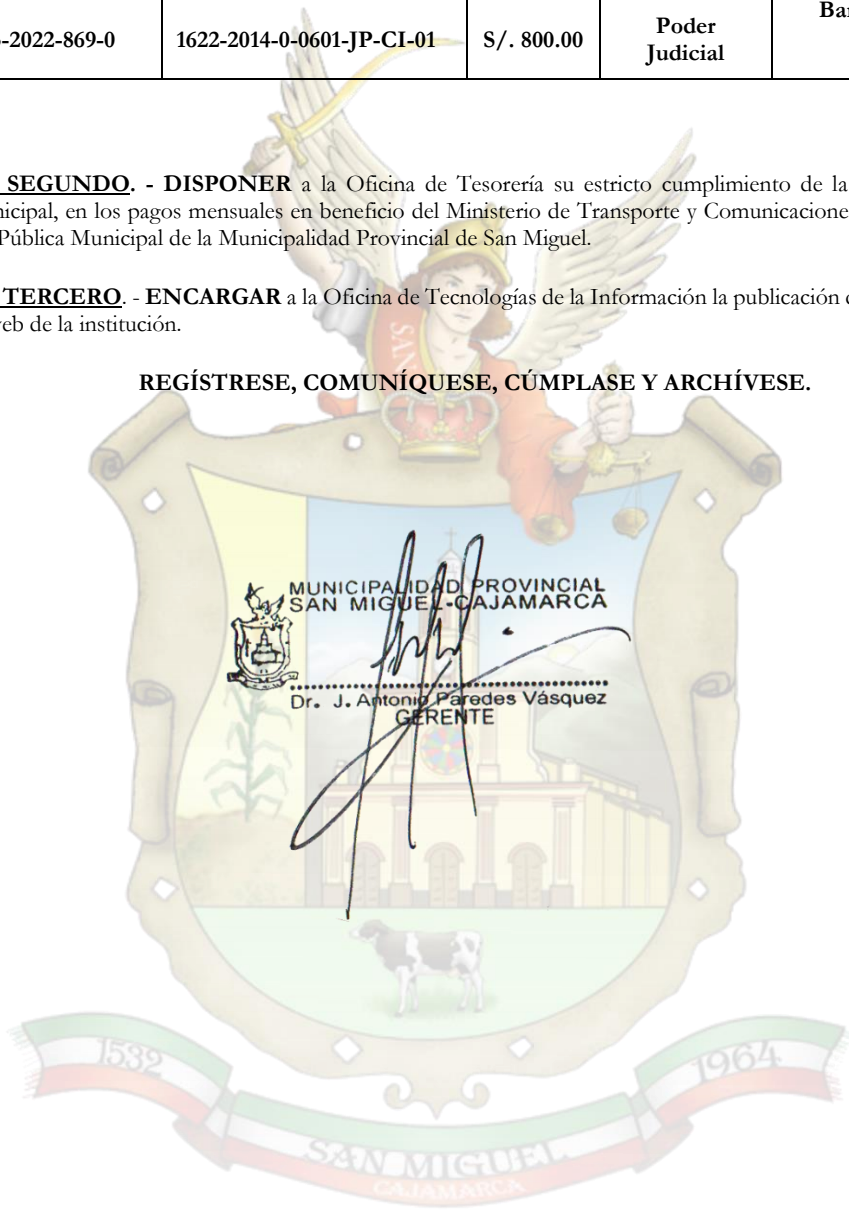 -2022-869-0 1622-2014-0-0601-JP-CI-01 S/. 800.00 Poder Judicial
SEGUNDO. - DISPONER a la Oficina de Tesorería su estricto cumplimiento de la
nicipal, en los pagos mensuales en beneficio del Ministerio de Transporte y Comunicacione
Pública Municipal de la Municipalidad Provincial de San Miguel.
TERCERO. - ENCARGAR a la Oficina de Tecnologías de la Información la publicación
veb de la institución.
REGÍSTRESE, COMUNÍQUESE, CÚMPLASE Y ARCHÍVESE.
SAN
MUNICIPALIDAD PROVINCIAL
SAN MIGUEL-CAJAMARCA
Dr. J. Antonio Paredes Vásquez
GERENTE
1532 1964
SAN MIGUEL
CAJAMARCA